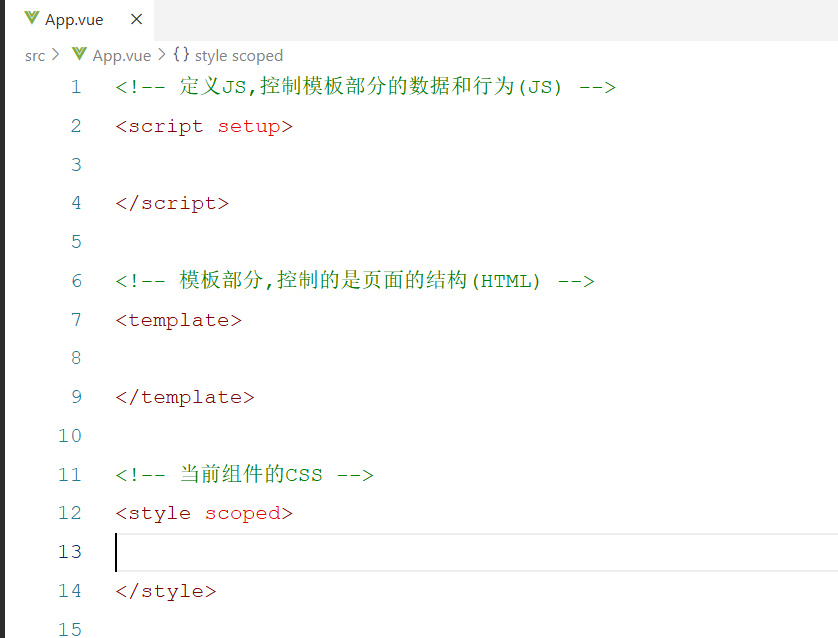 App.vue ×
src > App.vue > {} style scoped
1 <!-- 定义JS,控制模板部分的数据和行为(JS) -->
2 <script setup>
3
4 </script>
5
6 <!-- 模板部分,控制的是页面的结构(HTML) -->
7 <template>
8
9 </template>
10
11 <!-- 当前组件的CSS -->
12 <style scoped>
13
14 </style>
15